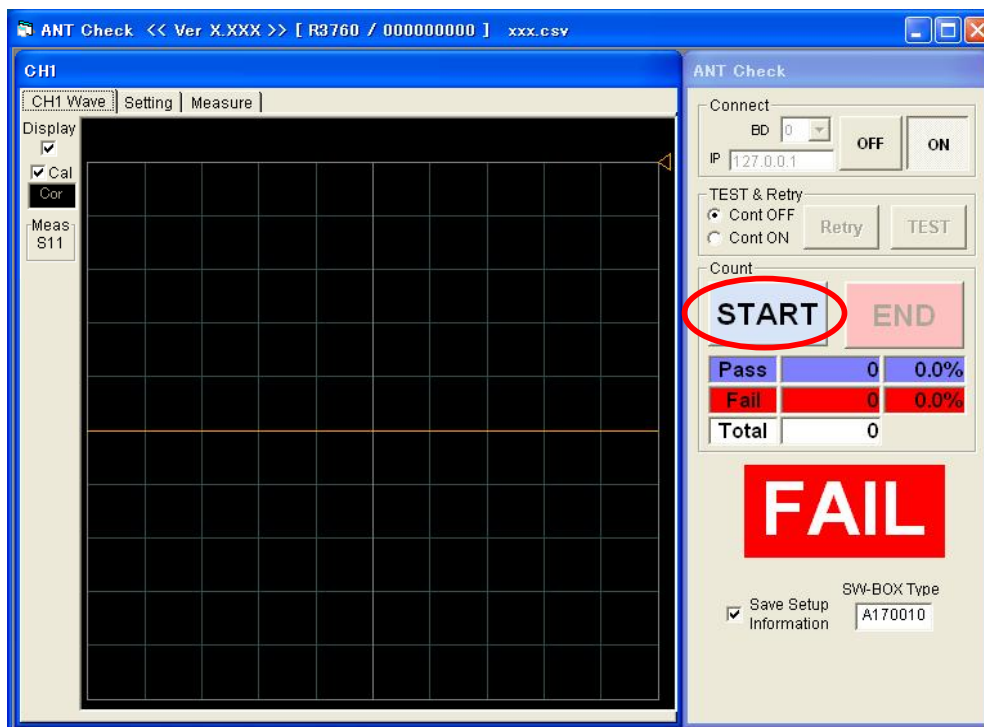 ANT Check << Ver X.XXX >> [ R3760 / 000000000 ] xxx.csv
CH1
CH1 Wave Setting Measure
Display
Cal
Cor
Meas
S11
ANT Check
Connect
BD 0
IP 127.0.0.1
OFF ON
TEST & Retry
Cont OFF
Cont ON
Retry TEST
Count
START END
Pass 0 0.0%
Fail 0 0.0%
Total 0
FAIL
Save Setup
Information
SW-BOX Type
A170010